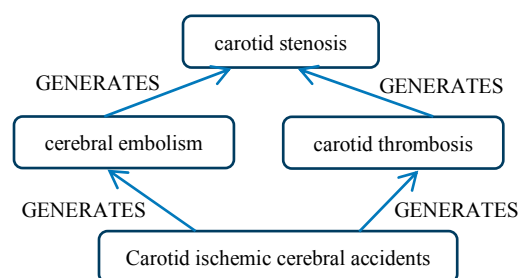 carotid stenosis
GENERATES
GENERATES
cerebral embolism
carotid thrombosis
GENERATES
GENERATES
Carotid ischemic cerebral accidents